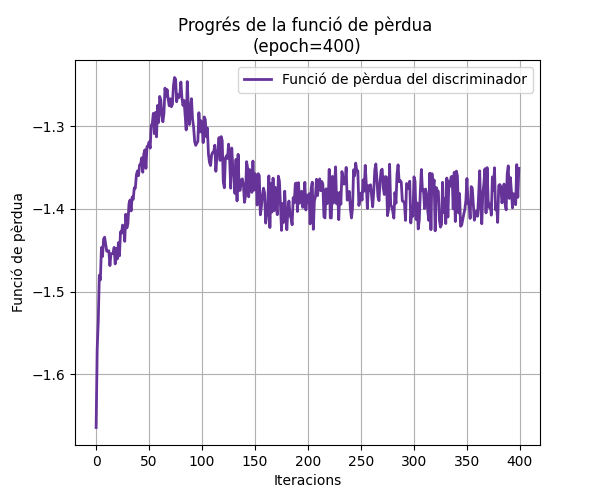 Progrés de la funció de pèrdua
(epoch=400)
Funció de pèrdua del discriminador
Funció de pèrdua
−1.3
−1.4
−1.5
−1.6
0 50 100 150 200 250 300 350 400
Iteracions